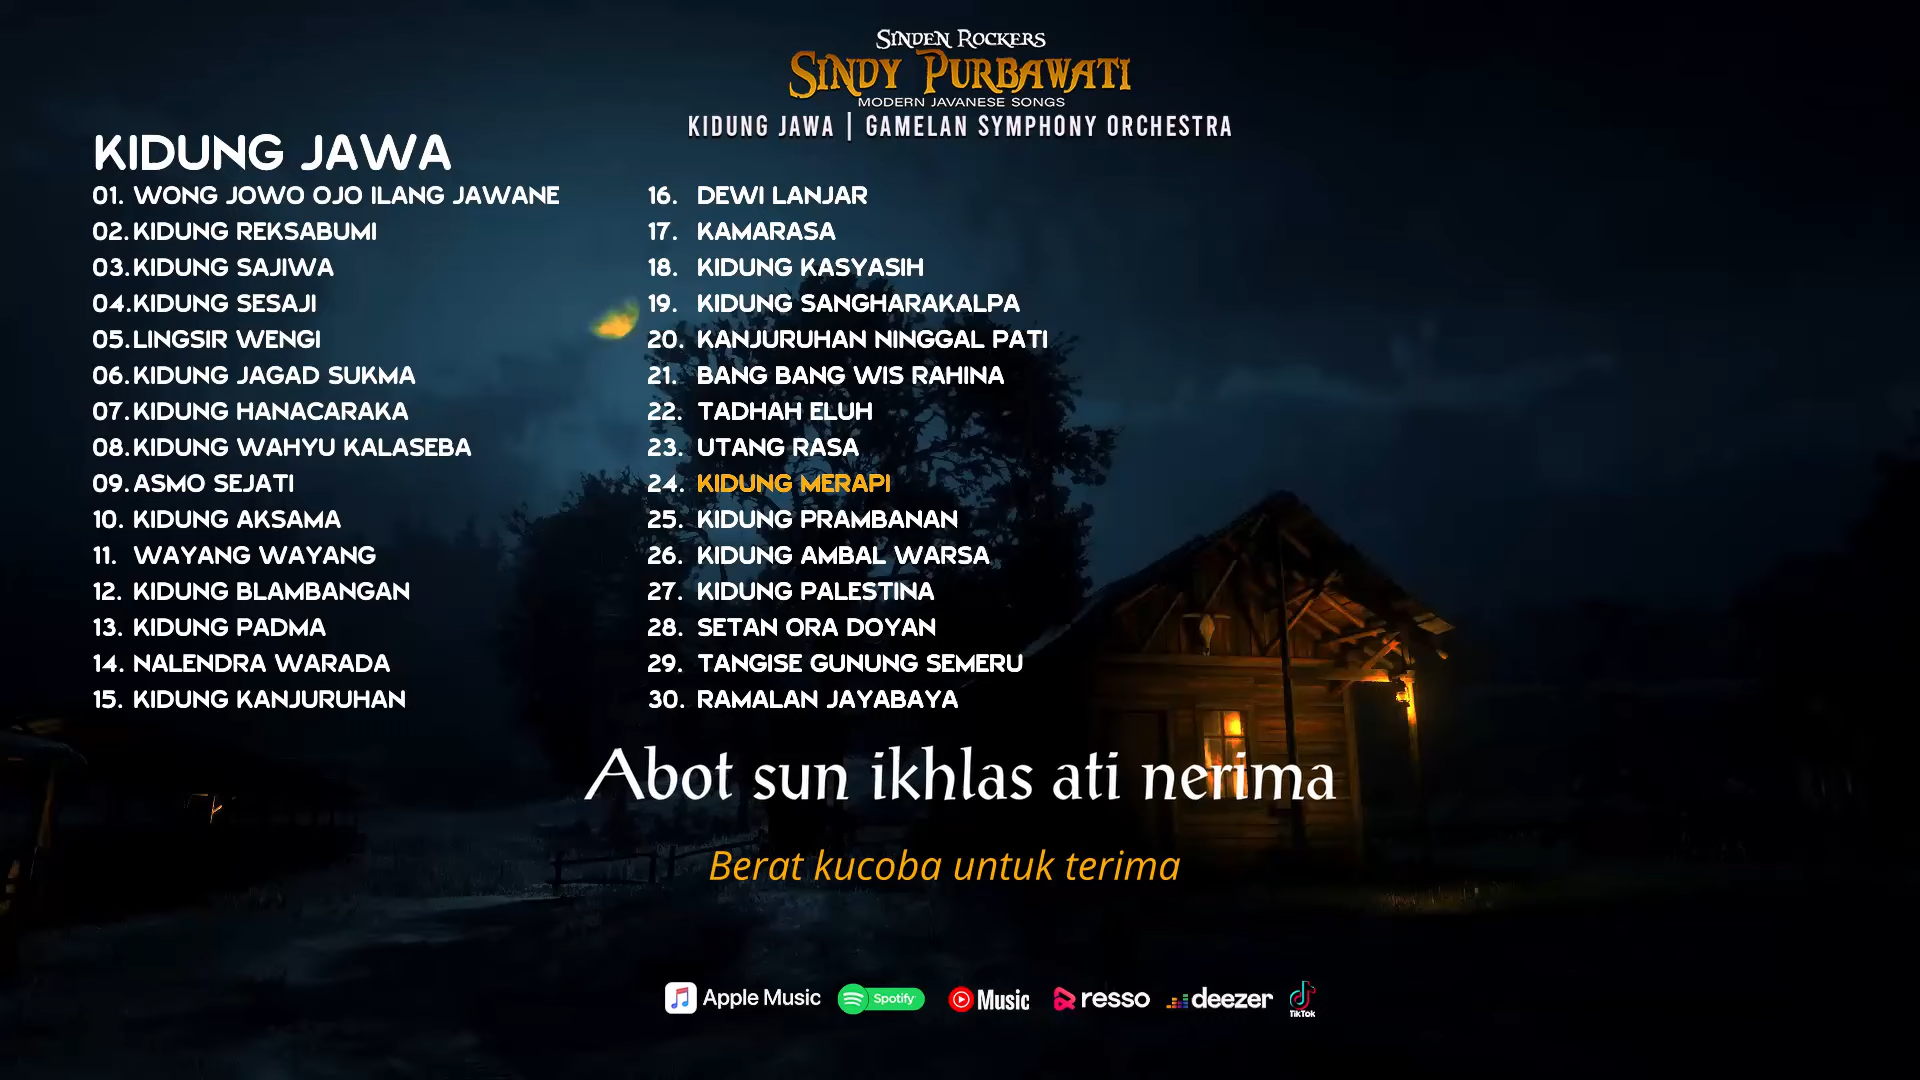 SINDEN ROCKERS
SINDY PURBAWATI
MODERN JAVANESE SONGS
KIDUNG JAWA | GAMELAN SYMPHONY ORCHESTRA
KIDUNG JAWA
01. WONG JOWO OJO ILANG JAWANE
02. KIDUNG REKSABUMI
03. KIDUNG SAJIWA
04. KIDUNG SESAJI
05. LINGSIR WENGI
06. KIDUNG JAGAD SUKMA
07. KIDUNG HANACARAKA
08. KIDUNG WAHYU KALASEBA
09. ASMO SEJATI
10. KIDUNG AKSAMA
11. WAYANG WAYANG
12. KIDUNG BLAMBANGAN
13. KIDUNG PADMA
14. NALENDRA WARADA
15. KIDUNG KANJURUHAN
16. DEWI LANJAR
17. KAMARASA
18. KIDUNG KASYASIH
19. KIDUNG SANGHARAKALPA
20. KANJURUHAN NINGGAL PATI
21. BANG BANG WIS RAHINA
22. TADHAH ELUH
23. UTANG RASA
24. KIDUNG MERAPI
25. KIDUNG PRAMBANAN
26. KIDUNG AMBAL WARSA
27. KIDUNG PALESTINA
28. SETAN ORA DOYAN
29. TANGISE GUNUNG SEMERU
30. RAMALAN JAYABAYA
Abot sun ikhlas ati nerima
Berat kucoba untuk terima
Apple Music Spotify Music resso deezer TikTok